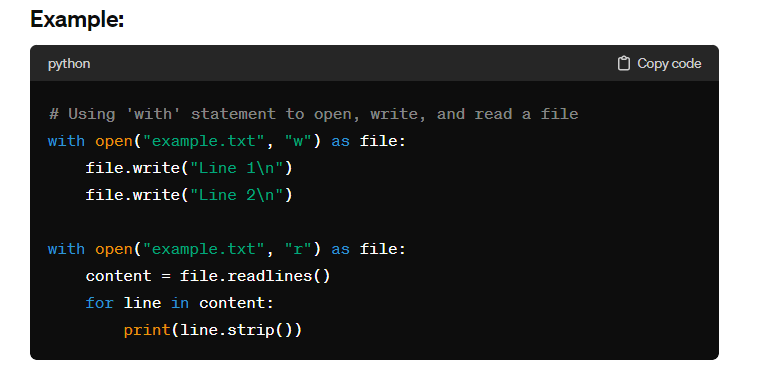 Example:
python
Copy code
# Using 'with' statement to open, write, and read a file
with open("example.txt", "w") as file:
    file.write("Line 1\n")
    file.write("Line 2\n")

with open("example.txt", "r") as file:
    content = file.readlines()
    for line in content:
        print(line.strip())